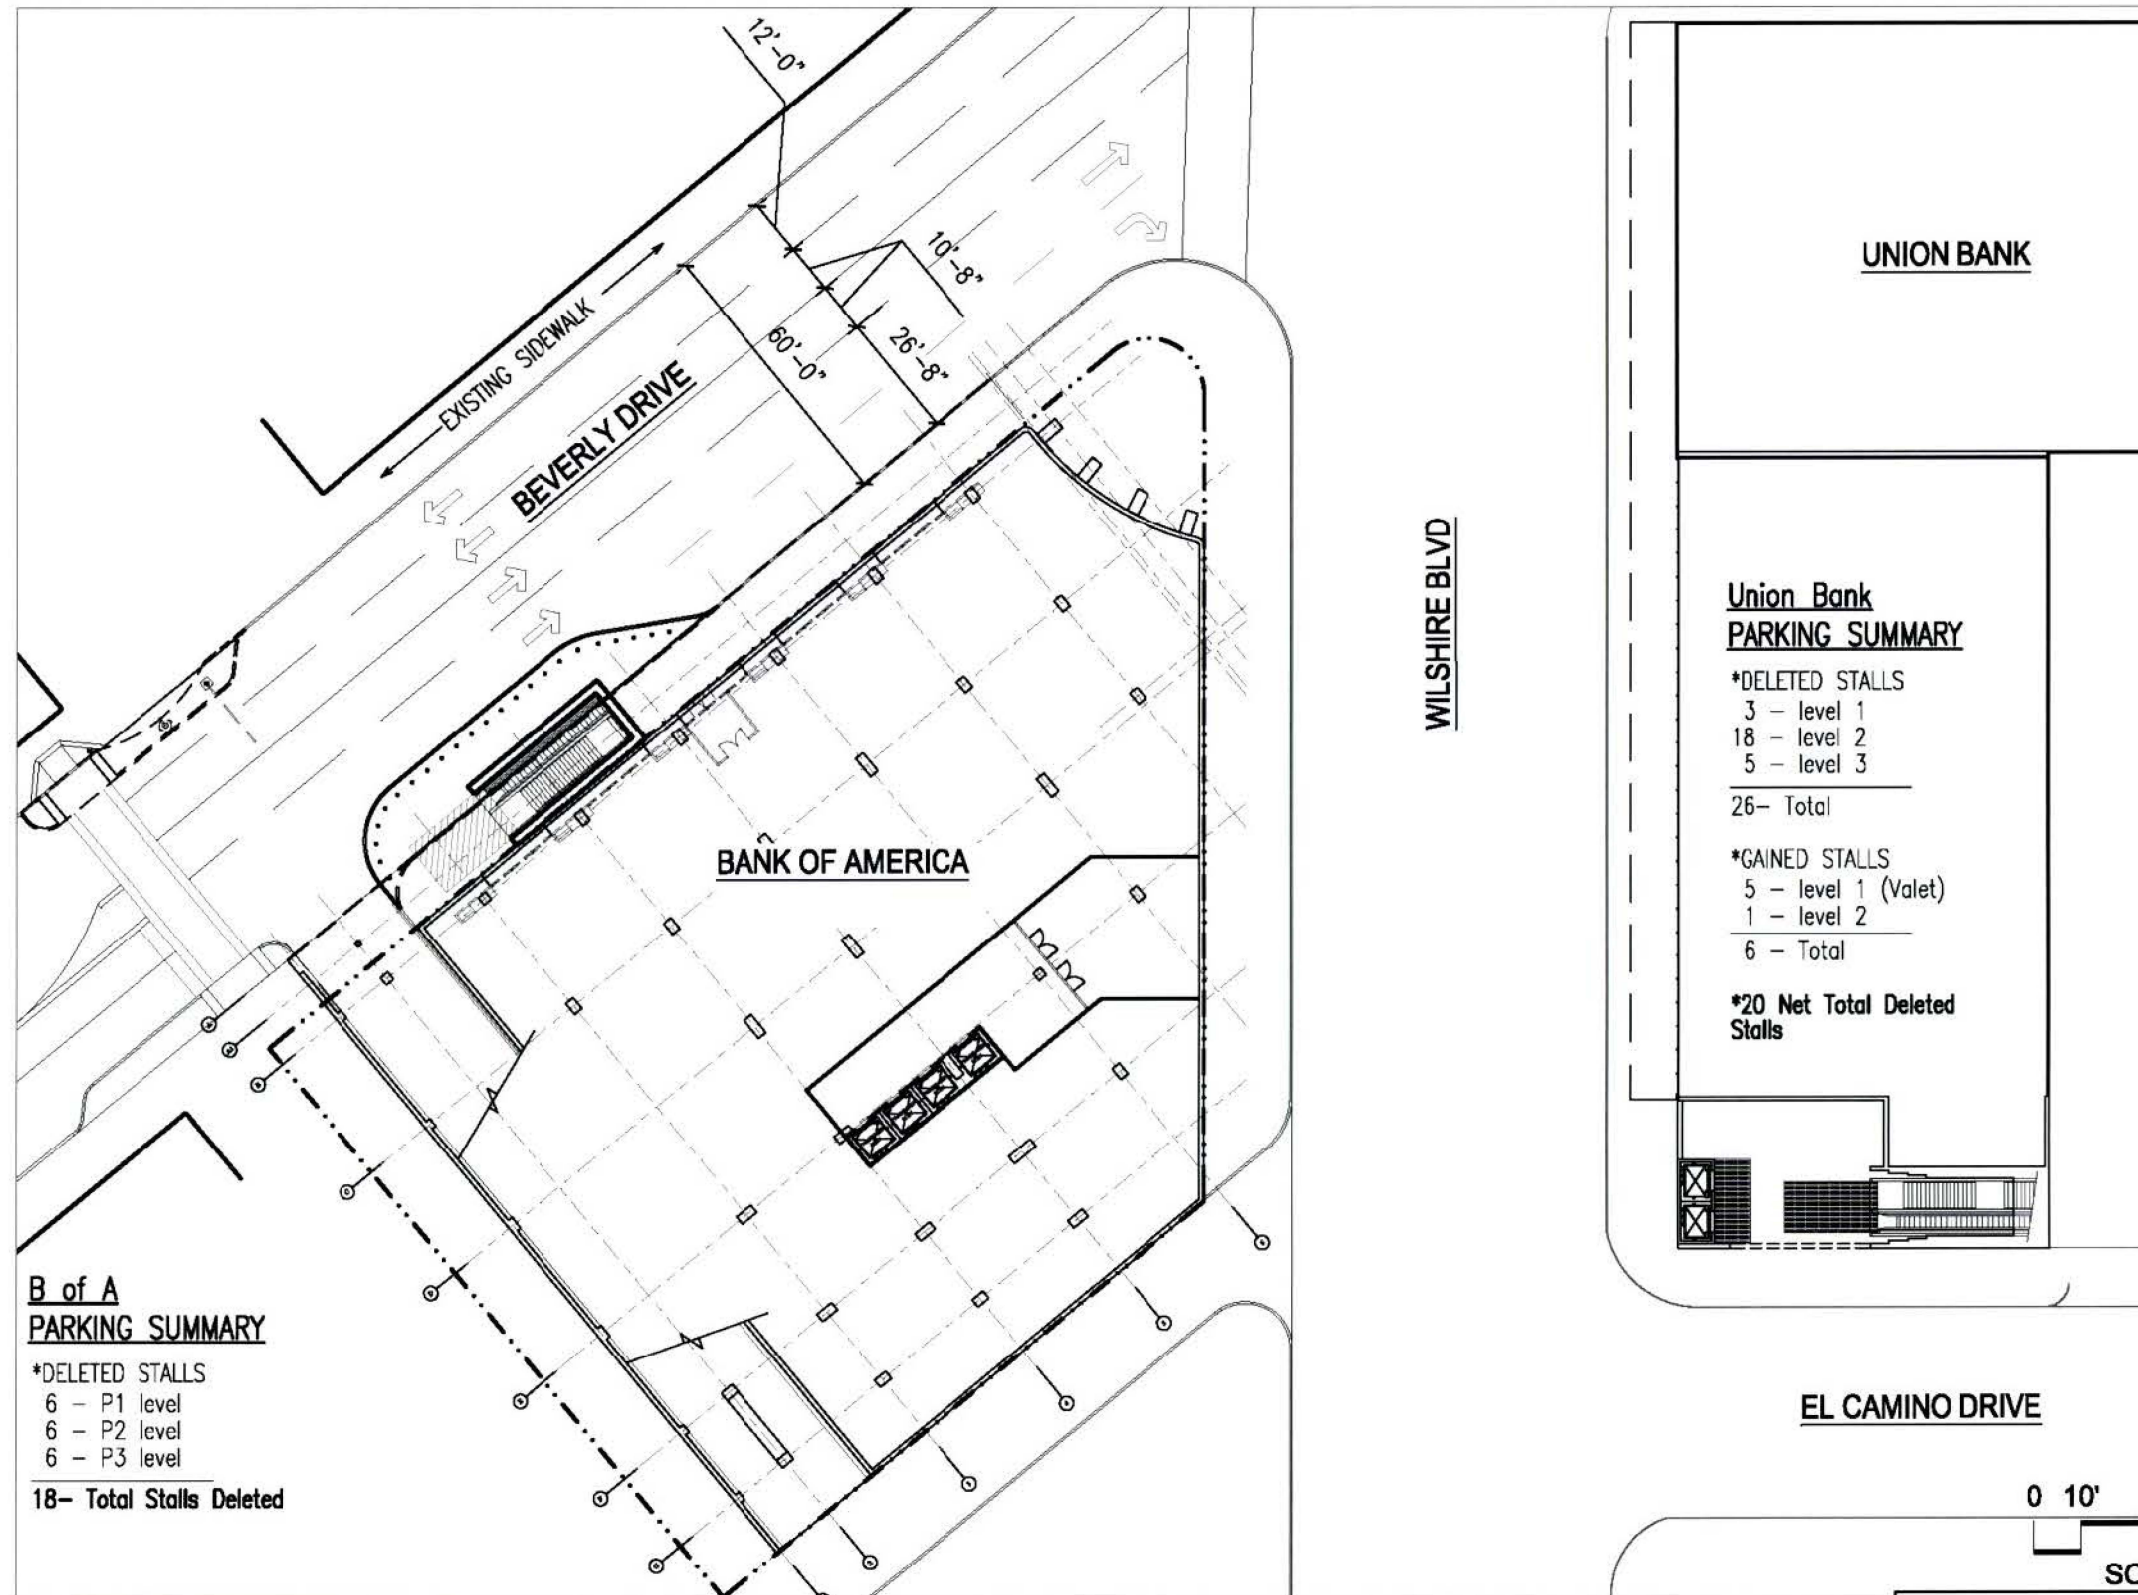 12'-0"
10'-8"
26'-8"
60'-0"
EXISTING SIDEWALK
BEVERLY DRIVE
UNION BANK
WILSHIRE BLVD
Union Bank
PARKING SUMMARY
*DELETED STALLS
3 - level 1
18 - level 2
5 - level 3
26- Total
*GAINED STALLS
5 - level 1 (Valet)
1 - level 2
6 - Total
*20 Net Total Deleted
Stalls
BANK OF AMERICA
B of A
PARKING SUMMARY
*DELETED STALLS
6 - P1 level
6 - P2 level
6 - P3 level
18- Total Stalls Deleted
EL CAMINO DRIVE
0 10'